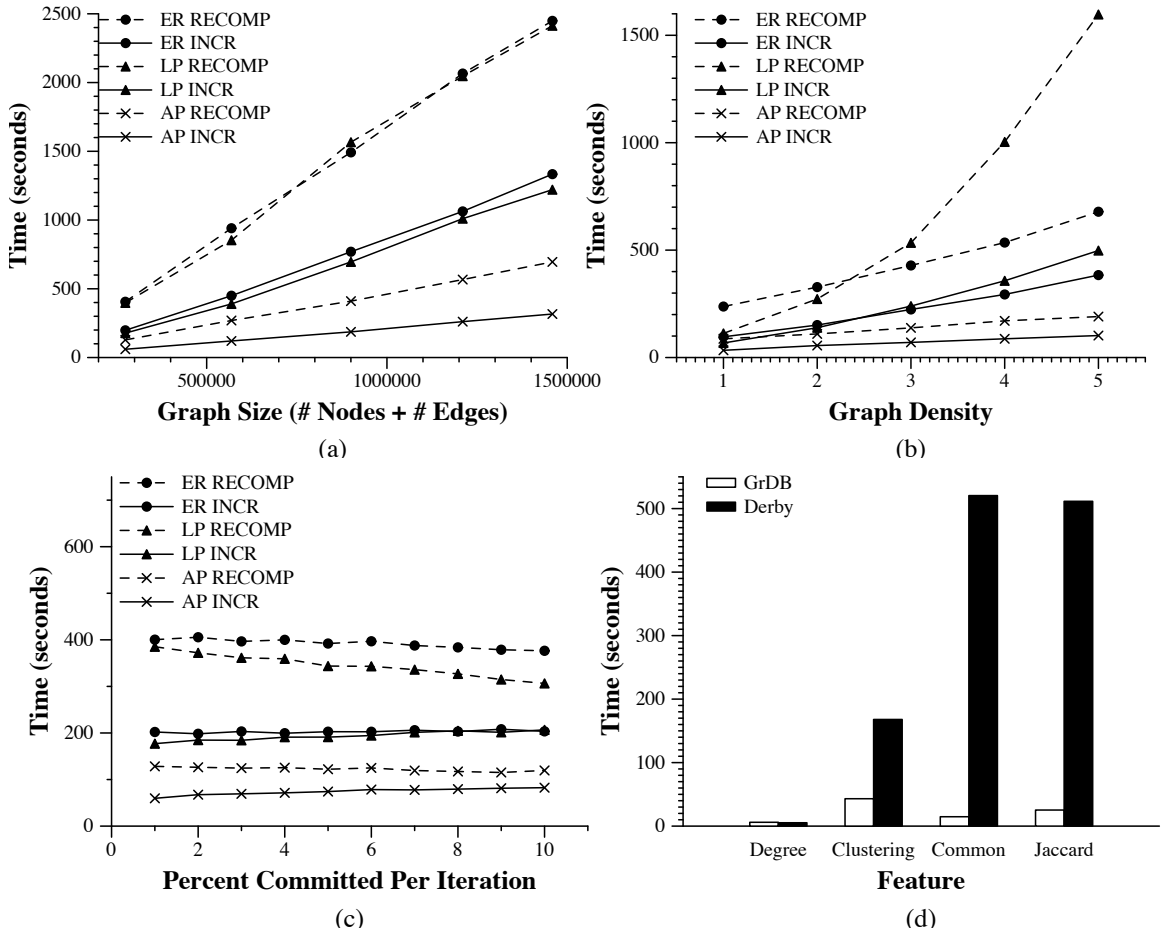 2500
2000
1500
1000
500
0
Time (seconds)
ER RECOMP
ER INCR
LP RECOMP
LP INCR
AP RECOMP
AP INCR
500000 1000000 1500000
Graph Size (# Nodes + # Edges)
(a)
1500
1000
500
0
Time (seconds)
ER RECOMP
ER INCR
LP RECOMP
LP INCR
AP RECOMP
AP INCR
1 2 3 4 5
Graph Density
(b)
600
400
200
0
Time (seconds)
ER RECOMP
ER INCR
LP RECOMP
LP INCR
AP RECOMP
AP INCR
0 2 4 6 8 10
Percent Committed Per Iteration
(c)
500
400
300
200
100
0
Time (seconds)
GrDB
Derby
Degree Clustering Common Jaccard
Feature
(d)